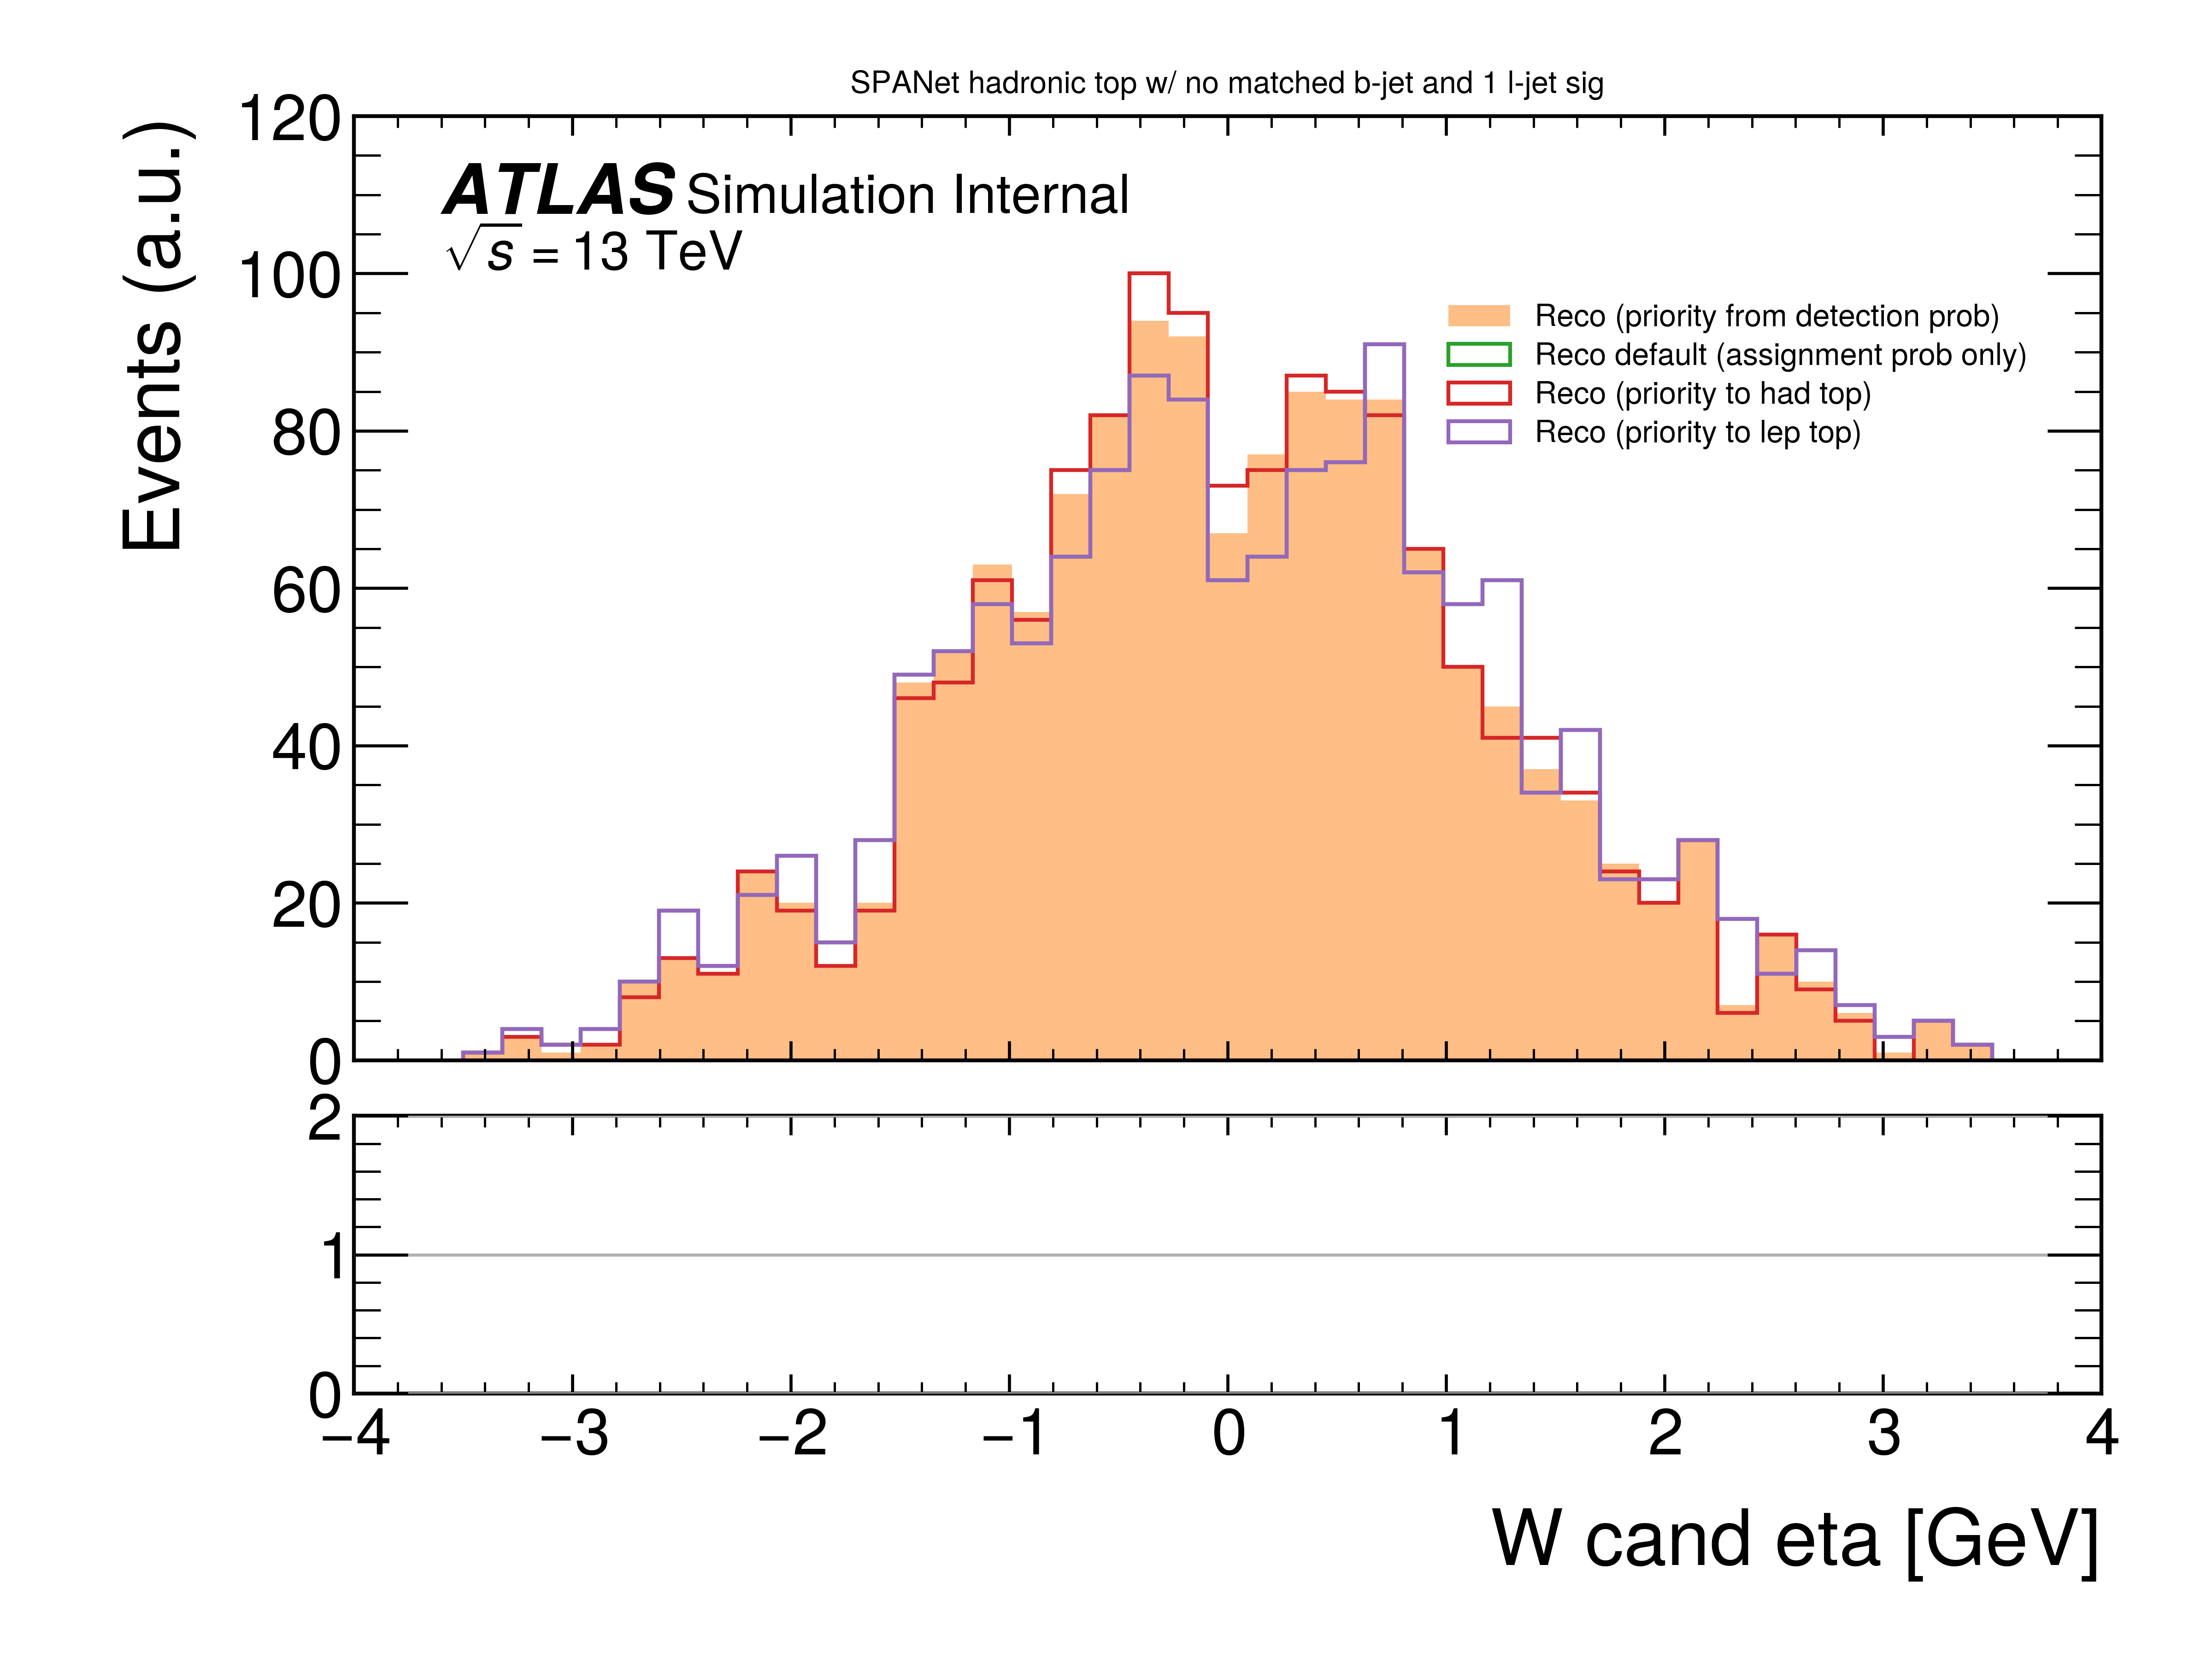 SPANet hadronic top w/ no matched b-jet and 1 l-jet sig
Events (a.u.)
120
100
80
60
40
20
0
ATLAS Simulation Internal
√s = 13 TeV
Reco (priority from detection prob)
Reco default (assignment prob only)
Reco (priority to had top)
Reco (priority to lep top)
2
1
0
−4 −3 −2 −1 0 1 2 3 4
W cand eta [GeV]